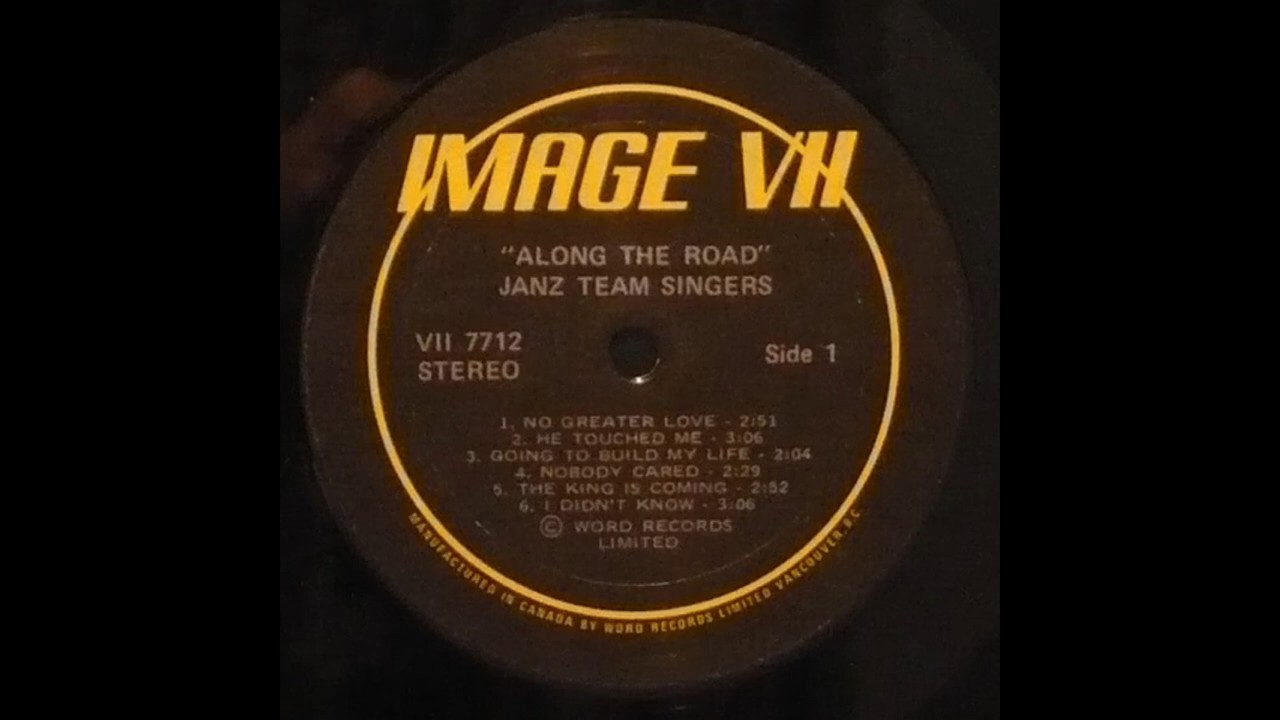 IMAGE VII
"ALONG THE ROAD"
JANZ TEAM SINGERS
VII 7712
STEREO
Side 1
1. NO GREATER LOVE - 2:51
2. HE TOUCHED ME - 3:06
3. GOING TO BUILD MY LIFE - 2:04
4. NOBODY CARED - 2:29
5. THE KING IS COMING - 2:52
6. I DIDN'T KNOW - 3:06
© WORD RECORDS
LIMITED
MANUFACTURED IN CANADA BY WORD RECORDS LIMITED VANCOUVER, B.C.